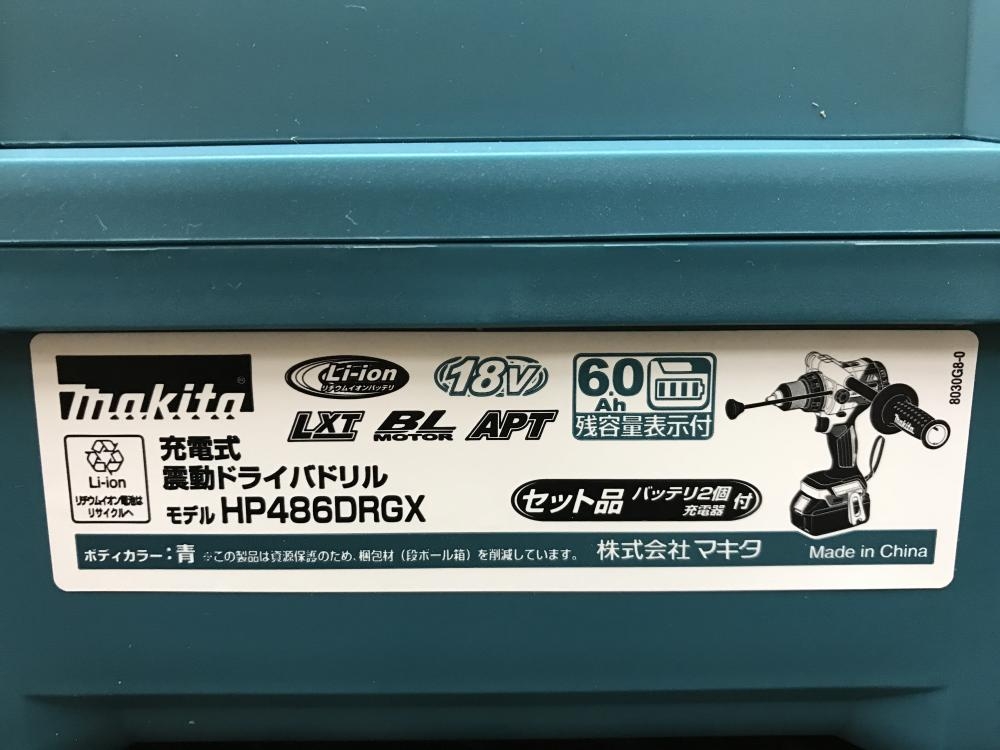 makita®
Li-ion
リチウムイオンバッテリ
18V
6.0
Ah
残容量表示付
LXT BL MOTOR APT
Li-ion
リチウムイオン電池は
リサイクルへ
充電式
震動ドライバドリル
モデル HP486DRGX
セット品 バッテリ2個 充電器 付
ボディカラー：青 ※この製品は資源保護のため、梱包材（段ボール箱）を削減しています。 株式会社 マキタ Made in China
8030GB-0
makita